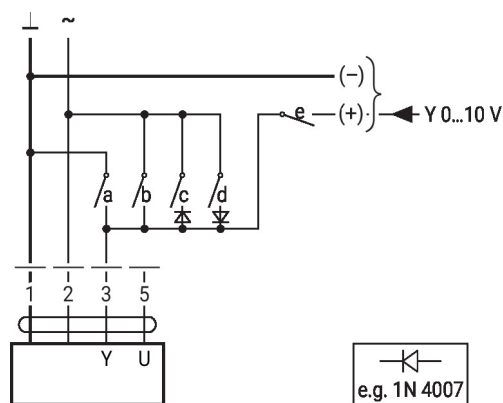 ⊥ ~
(–)
e (+) Y 0...10 V
a b c d
1 2 3 5
Y U
e.g. 1N 4007